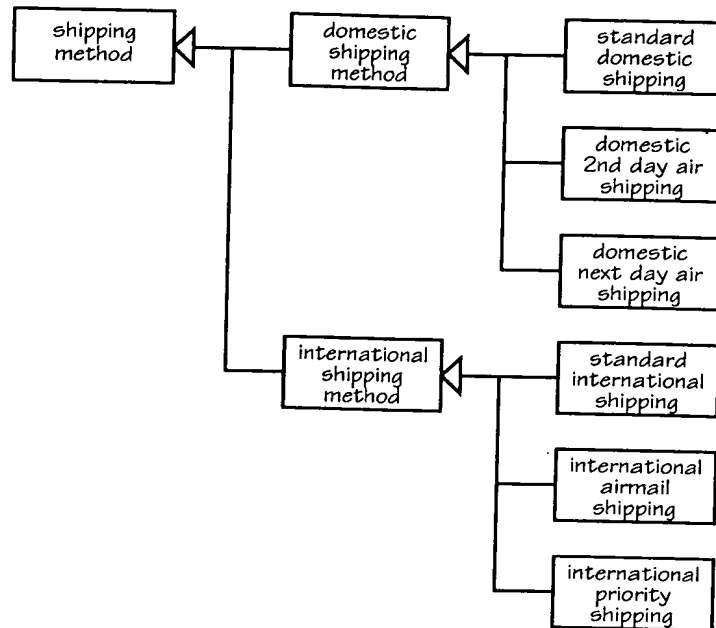 shipping
method
domestic
shipping
method
standard
domestic
shipping
domestic
2nd day air
shipping
domestic
next day air
shipping
international
shipping
method
standard
international
shipping
international
airmail
shipping
international
priority
shipping